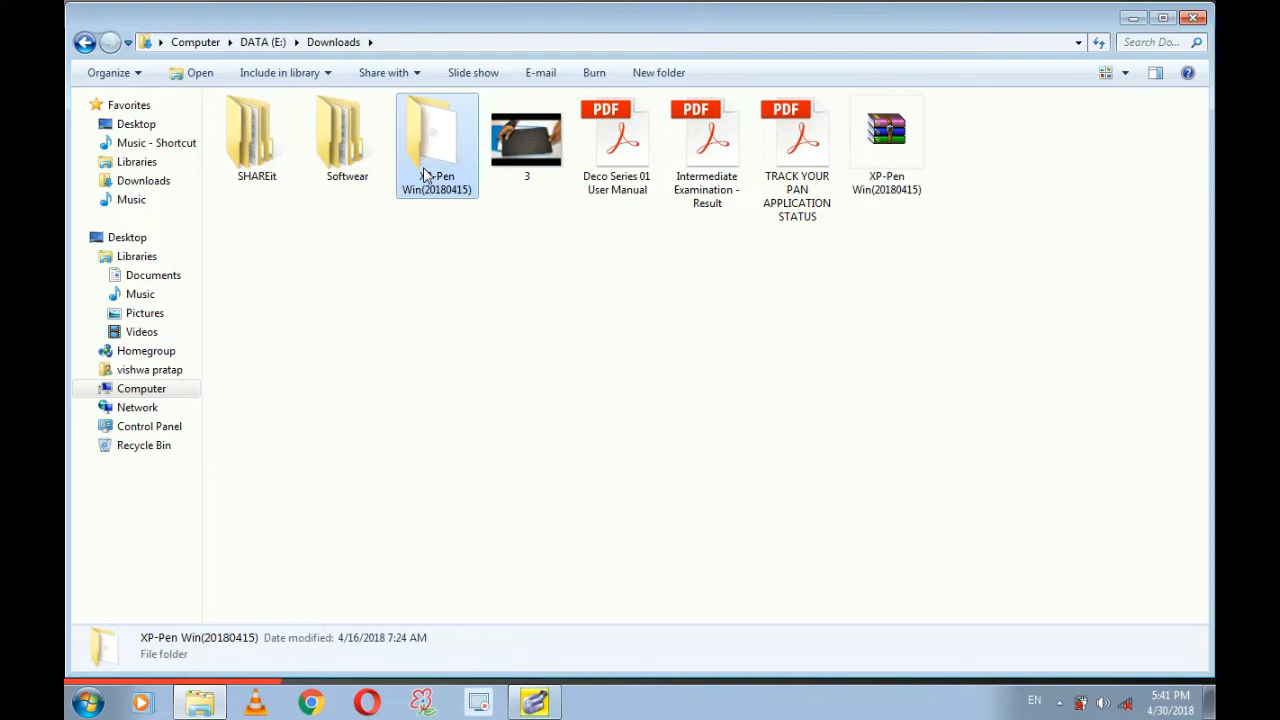 Computer DATA (E:) Downloads
Search Do...
Organize Open Include in library Share with Slide show E-mail Burn New folder
Favorites
Desktop
Music - Shortcut
Libraries
Downloads
Music
Desktop
Libraries
Documents
Music
Pictures
Videos
Homegroup
vishwa pratap
Computer
Network
Control Panel
Recycle Bin
SHAREit
Softwear
XP-Pen
Win(20180415)
3
PDF
Deco Series 01
User Manual
PDF
Intermediate
Examination -
Result
PDF
TRACK YOUR
PAN
APPLICATION
STATUS
XP-Pen
Win(20180415)
XP-Pen Win(20180415) Date modified: 4/16/2018 7:24 AM
File folder
EN
5:41 PM
4/30/2018